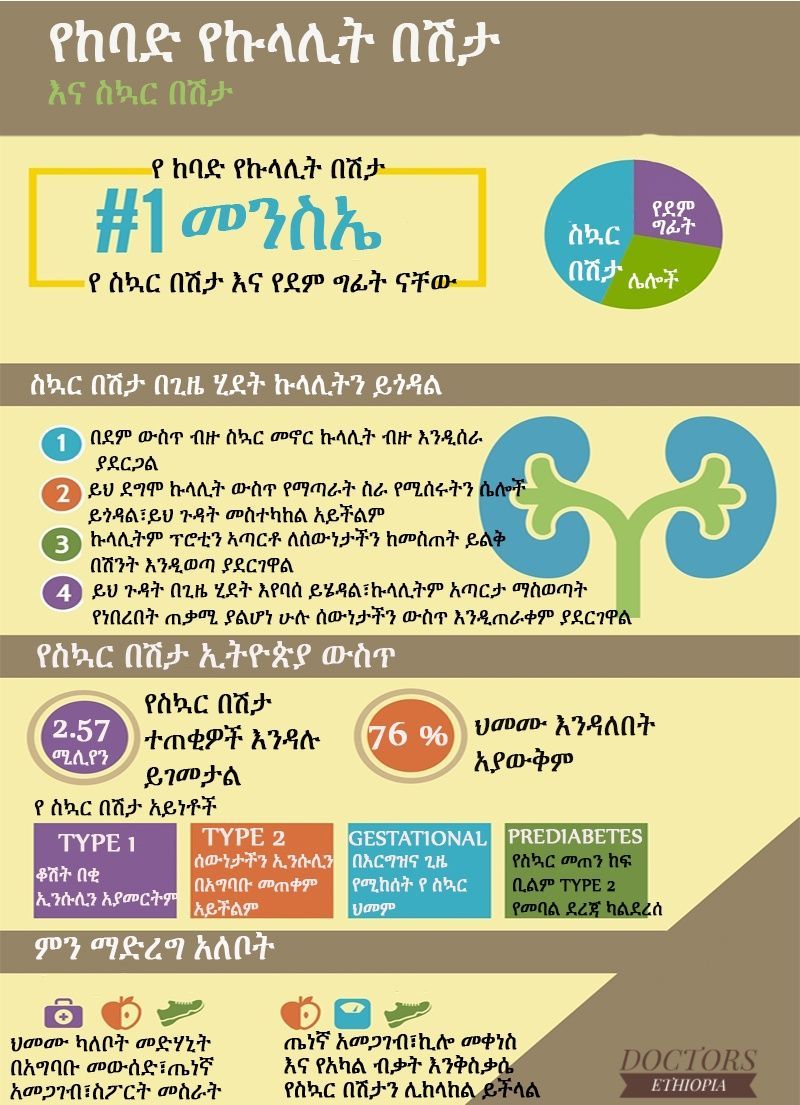 የከባድ የኩላሊት በሽታ
እና ስኳር በሽታ
የ ከባድ የኩላሊት በሽታ
#1 መንስኤ
የ ስኳር በሽታ እና የደም ግፊት ናቸው
ስኳር
በሽታ
የደም
ግፊት
ሌሎች
ስኳር በሽታ በጊዜ ሂደት ኩላሊትን ይጎዳል
1 በደም ውስጥ ብዙ ስኳር መኖር ኩላሊት ብዙ እንዲሰራ
ያደርጋል
2 ይህ ደግሞ ኩላሊት ውስጥ የማጣራት ስራ የሚሰሩትን ሴሎች
ይጎዳል፣ይህ ጉዳት መስተካከል አይችልም
3 ኩላሊትም ፕሮቲን ኣጣርቶ ለሰውነታችን ከመስጠት ይልቅ
በሽንት እንዲወጣ ያደርገዋል
4 ይህ ጉዳት በጊዜ ሂደት እየባሰ ይሄዳል፣ኩላሊትም አጣርታ ማስወጣት
የነበረበት ጠቃሚ ያልሆነ ሁሉ ሰውነታችን ውስጥ እንዲጠራቀም ያደርገዋል
የስኳር በሽታ ኢትዮጵያ ውስጥ
2.57
ሚሊየን
የስኳር በሽታ
ተጠቂዎች እንዳሉ
ይገመታል
76 %
ህመሙ እንዳለበት
አያውቅም
የ ስኳር በሽታ አይነቶች
TYPE 1
ቆሽት በቂ
ኢንሱሊን አያመርትም
TYPE 2
ሰውነታችን ኢንሱሊን
በአግባቡ መጠቀም
አይችልም
GESTATIONAL
በእርግዝና ጊዜ
የሚከሰት የ ስኳር
ህመም
PREDIABETES
የስኳር መጠን ከፍ
ቢልም TYPE 2
የመባል ደረጃ ካልደረሰ
ምን ማድረግ አለቦት
ህመሙ ካለቦት መድሃኒት
በአግባቡ መውሰድ፣ጤነኛ
አመጋገብ፣ስፖርት መስራት
ጤነኛ አመጋገብ፣ኪሎ መቀነስ
እና የአካል ብቃት እንቅስቃሴ
የስኳር በሽታን ሊከላከል ይችላል
DOCTORS
ETHIOPIA